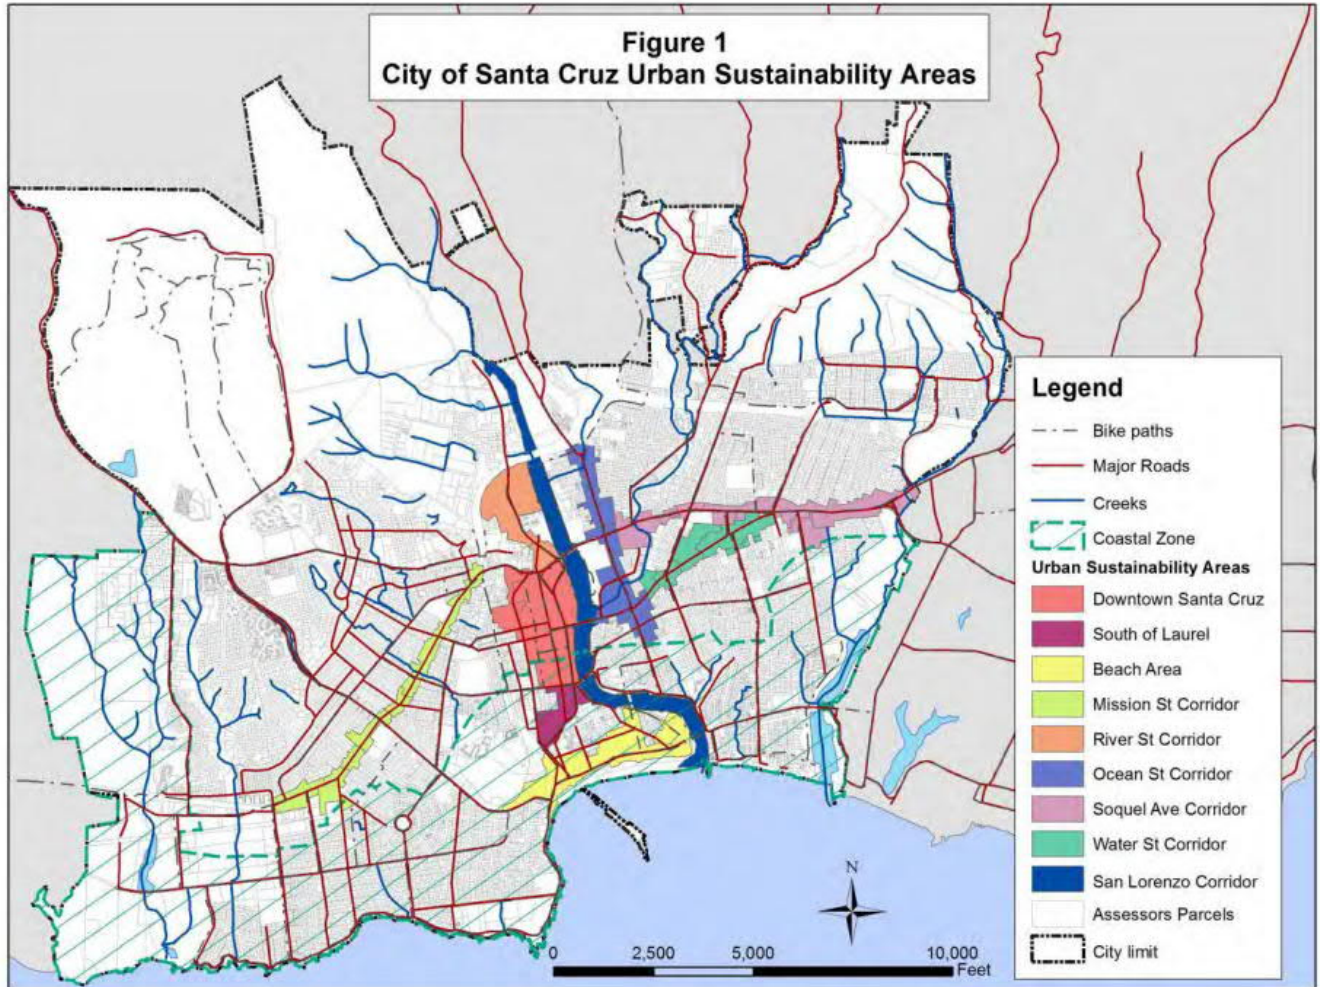 Figure 1
City of Santa Cruz Urban Sustainability Areas
Legend
Bike paths
Major Roads
Creeks
Coastal Zone
Urban Sustainability Areas
Downtown Santa Cruz
South of Laurel
Beach Area
Mission St Corridor
River St Corridor
Ocean St Corridor
Soquel Ave Corridor
Water St Corridor
San Lorenzo Corridor
Assessors Parcels
City limit
N
0 2,500 5,000 10,000
Feet